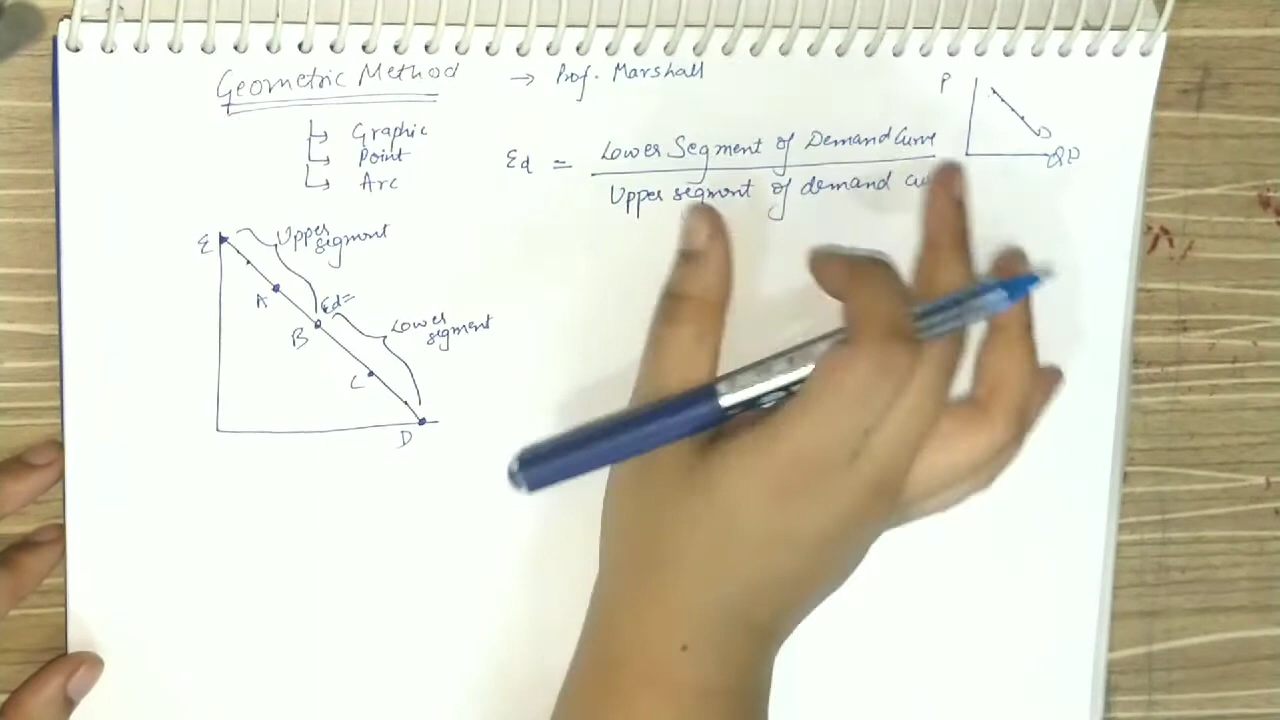 Geometric Method → Prof. Marshall
↳ Graphic
↳ Point
↳ Arc
Ed = Lower Segment of Demand Curve
Upper segment of demand
P
D
E
Upper segment
A
Ed=
B
Lower segment
C
D